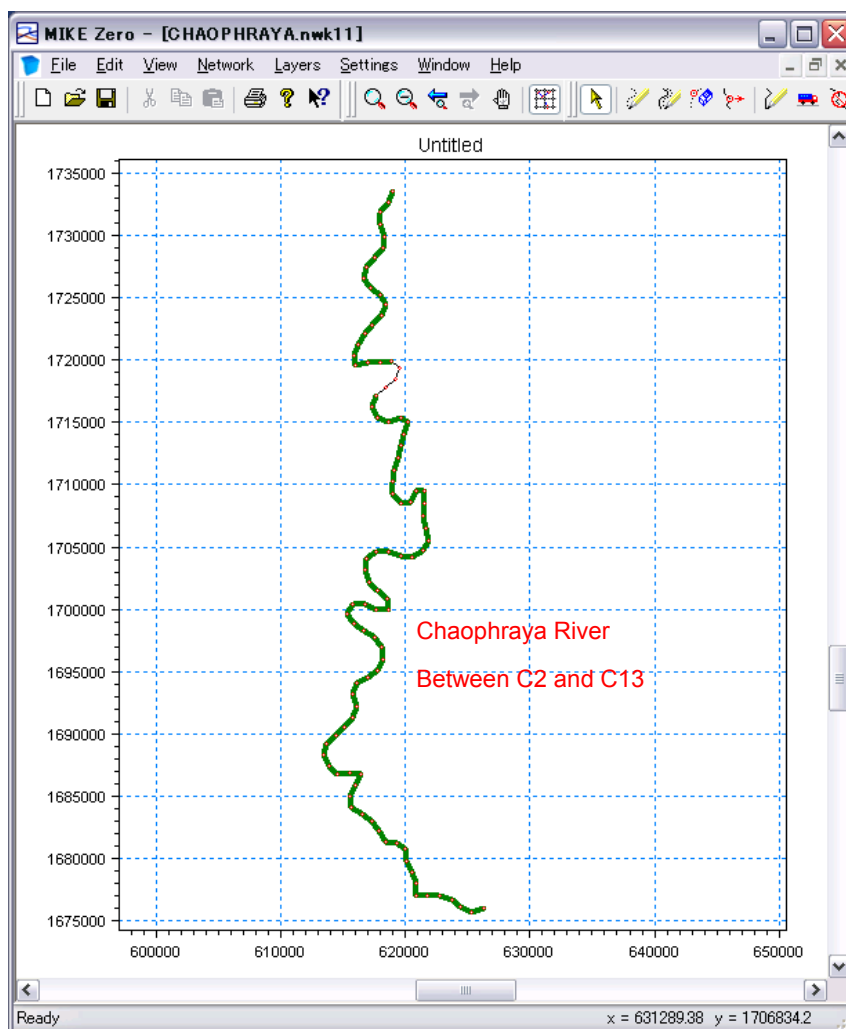 MIKE Zero - [CHAOPHRAYA.nwk11]
File Edit View Network Layers Settings Window Help
Untitled
1735000
1730000
1725000
1720000
1715000
1710000
1705000
1700000
Chaophraya River
1695000
Between C2 and C13
1690000
1685000
1680000
1675000
600000 610000 620000 630000 640000 650000
Ready x = 631289.38 y = 1706834.2